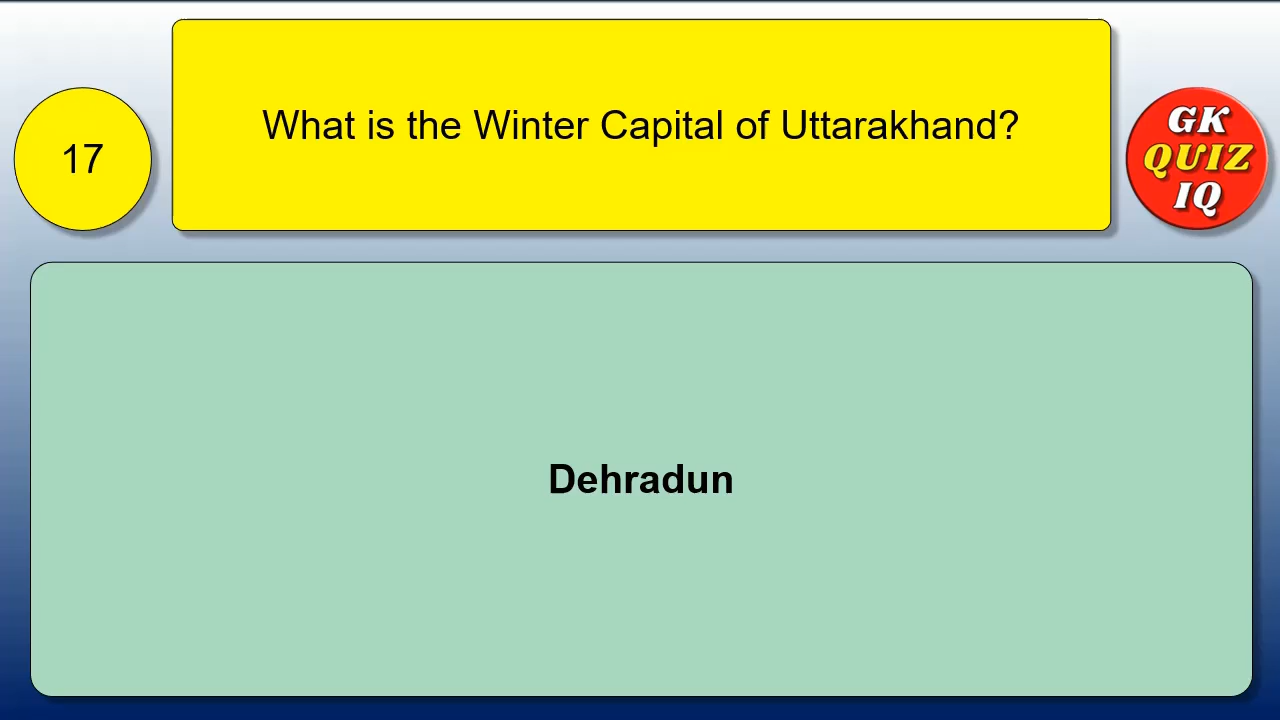 What is the Winter Capital of Uttarakhand?
17
GK
QUIZ
IQ
Dehradun